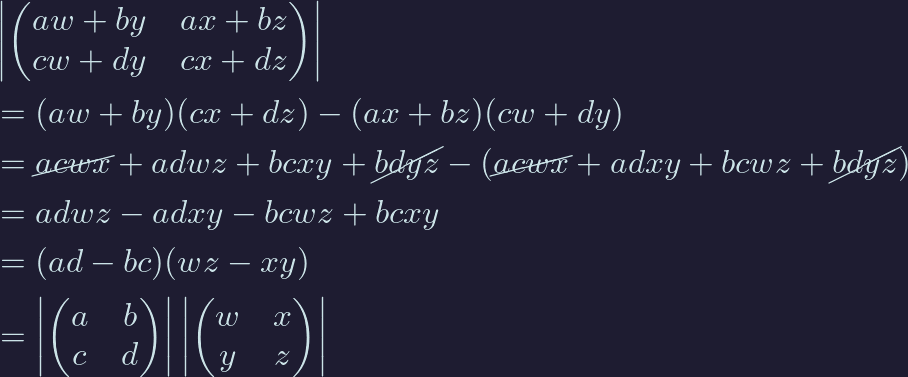 |(aw + by  ax + bz
cw + dy  cx + dz)|
= (aw + by)(cx + dz) − (ax + bz)(cw + dy)
= acwx + adwz + bcxy + bdyz − (acwx + adxy + bcwz + bdyz)
= adwz − adxy − bcwz + bcxy
= (ad − bc)(wz − xy)
= |(a  b
c  d)| |(w  x
y  z)|